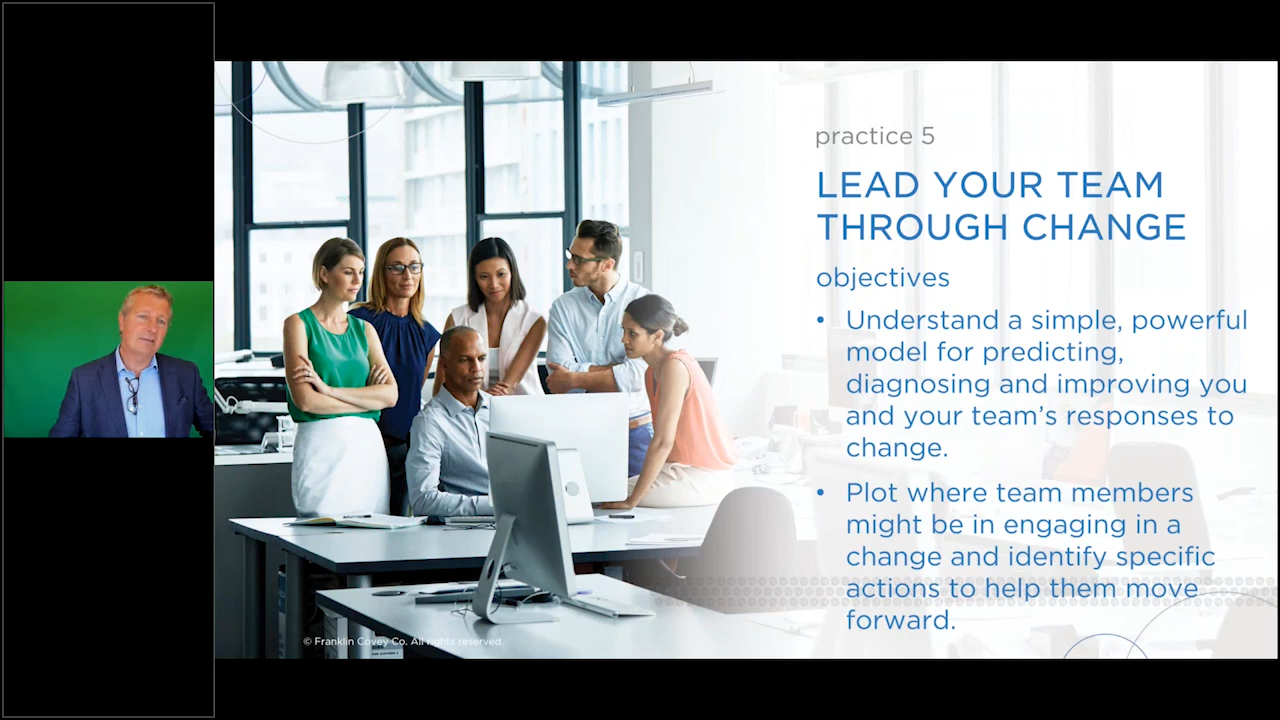 practice 5
LEAD YOUR TEAM
THROUGH CHANGE
objectives
• Understand a simple, powerful
model for predicting,
diagnosing and improving you
and your team’s responses to
change.
• Plot where team members
might be in engaging in a
change and identify specific
actions to help them move
forward.
© Franklin Covey Co. All rights reserved.